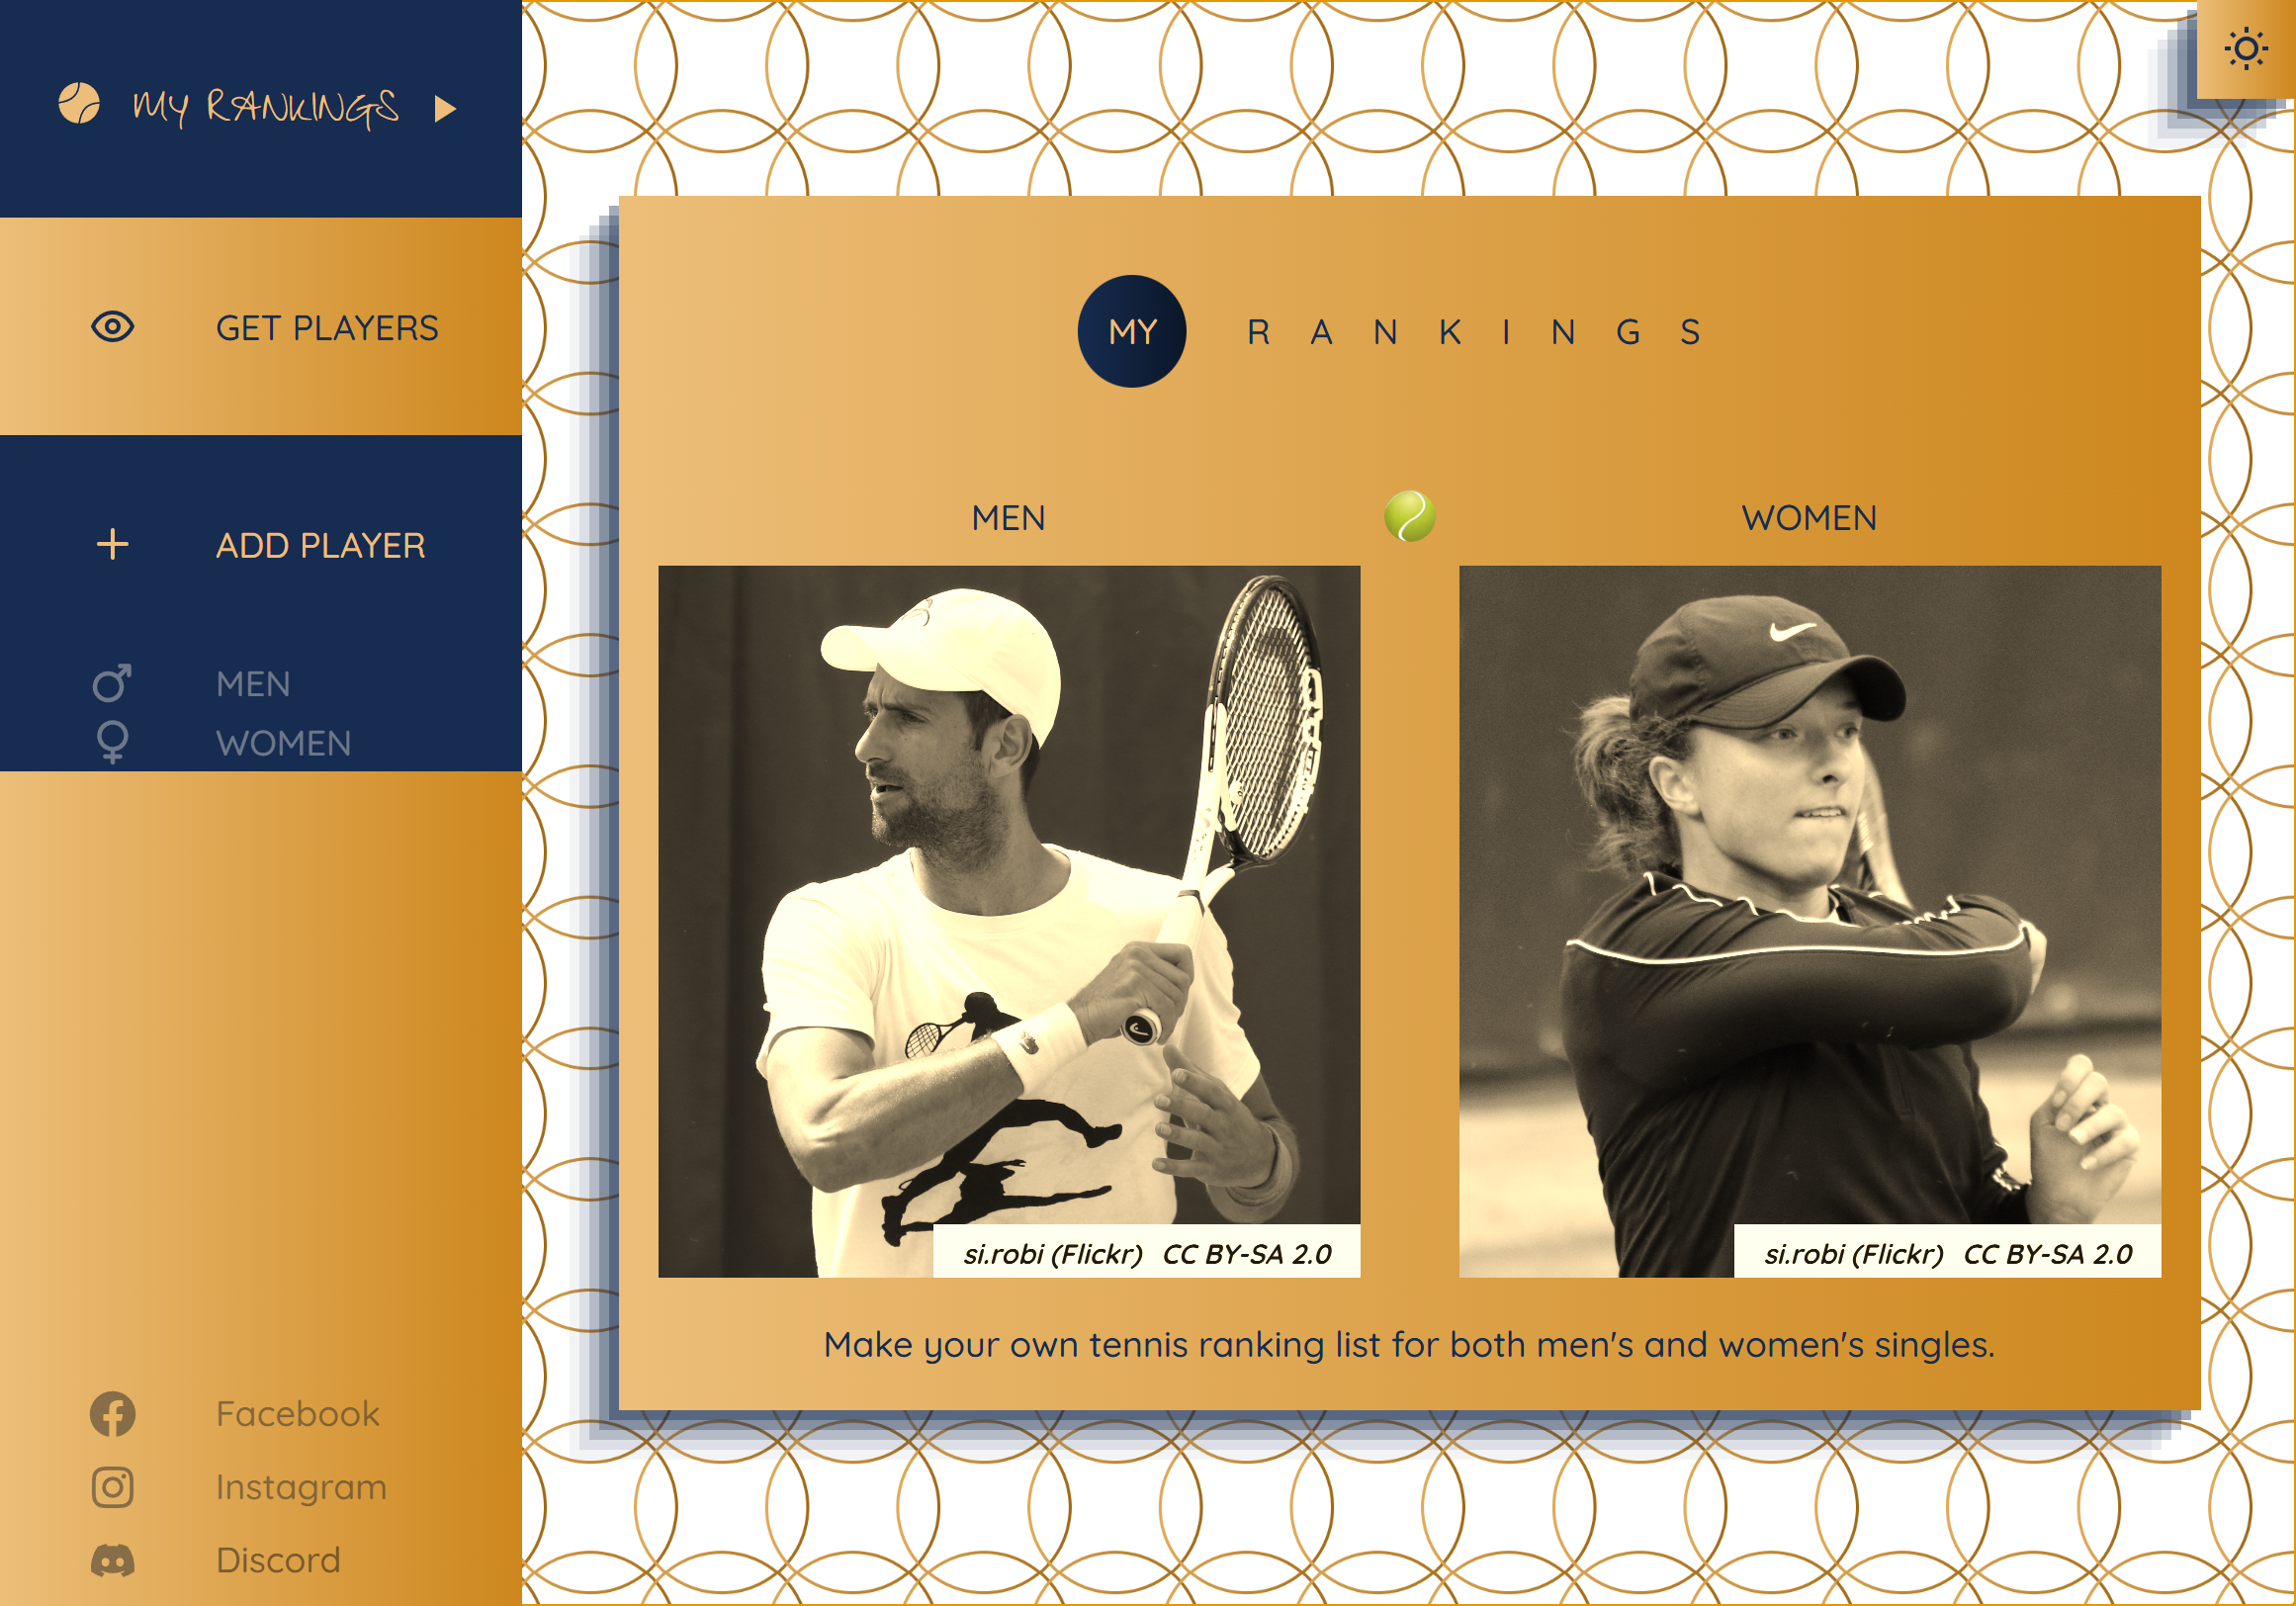 MY RANKINGS
GET PLAYERS
ADD PLAYER
MEN
WOMEN
Facebook
Instagram
Discord
MY RANKINGS
MEN
WOMEN
si.robi (Flickr) CC BY-SA 2.0
si.robi (Flickr) CC BY-SA 2.0
Make your own tennis ranking list for both men's and women's singles.